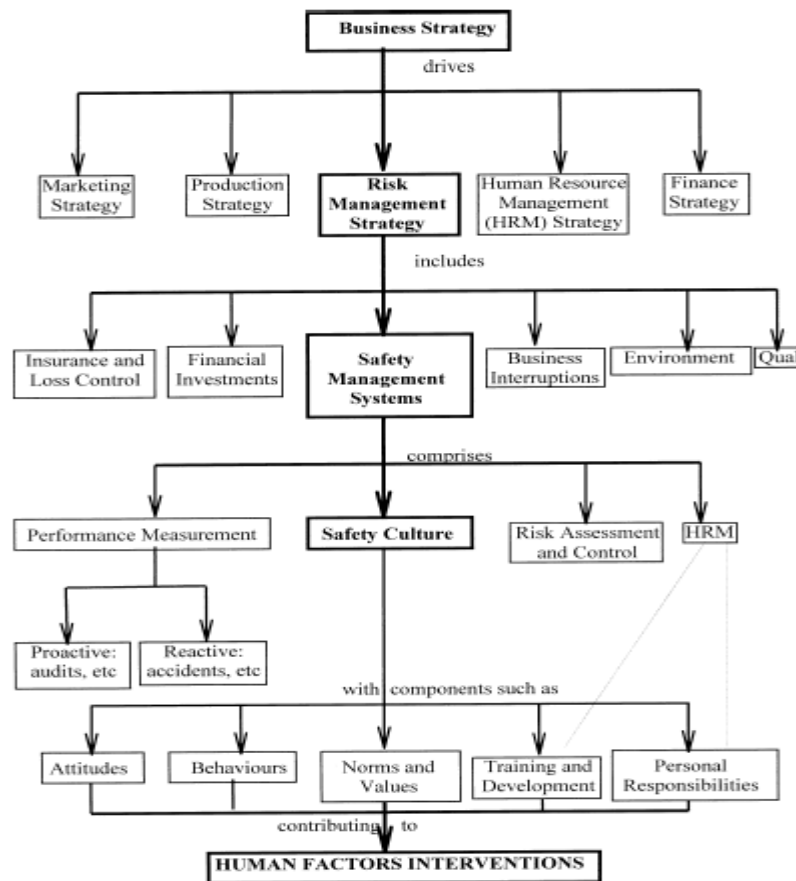 Business Strategy
drives
Marketing
Strategy
Production
Strategy
Risk
Management
Strategy
Human Resource
Management
(HRM) Strategy
Finance
Strategy
includes
Insurance and
Loss Control
Financial
Investments
Safety
Management
Systems
Business
Interruptions
Environment
Qual
comprises
Performance Measurement
Safety Culture
Risk Assessment
and Control
HRM
Proactive:
audits, etc
Reactive:
accidents, etc
with components such as
Attitudes
Behaviours
Norms and
Values
Training and
Development
Personal
Responsibilities
contributing to
HUMAN FACTORS INTERVENTIONS